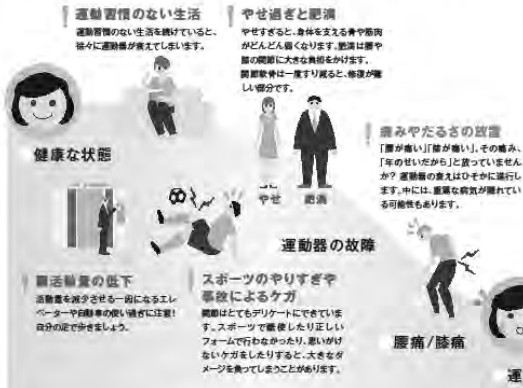 運動習慣のない生活
運動習慣のない生活を続けていると、
徐々に運動器が衰えてしまいます。
やせ過ぎと肥満
やせすぎると、身体を支える骨や筋肉
がどんどん弱くなります。肥満は腰や
膝の関節に大きな負担をかけます。
関節軟骨は一度すり減ると、修復が難
しい部分です。
健康な状態
やせ
肥満
痛みやだるさの放置
「腰が痛い」「膝が痛い」、その痛み、
「年のせいだから」と放っていません
か? 運動器の衰えはひそかに進行し
ます。中には、重篤な病気が隠れてい
る可能性もあります。
運動器の故障
活動量の低下
活動量を減少させる一因になるエレ
ベーターや自動車の使い過ぎに注意!
自分の足で歩きましょう。
スポーツのやりすぎや
事故によるケガ
関節はとてもデリケートにできていま
す。スポーツで酷使したり正しい
フォームで行わなかったり、思いがけ
ないケガをしたりすると、大きなダ
メージを負ってしまうことがあります。
腰痛/膝痛
運